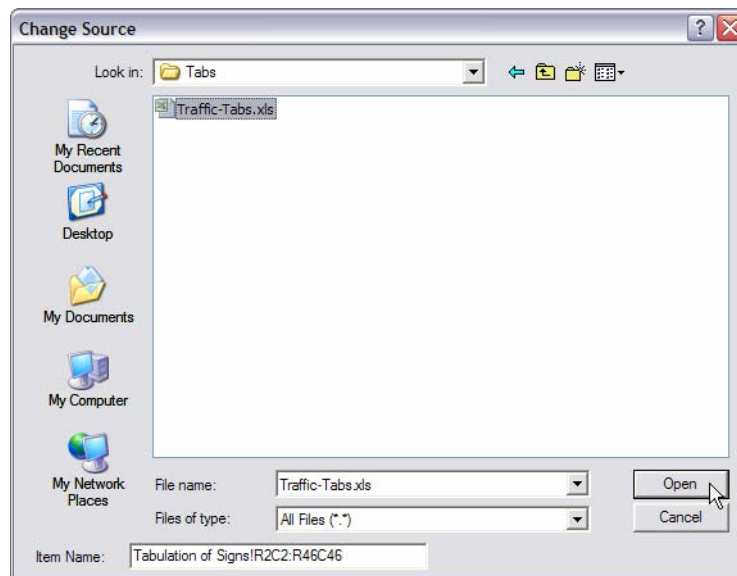 Change Source
Look in: Tabs
Traffic-Tabs.xls
My Recent
Documents
Desktop
My Documents
My Computer
My Network
Places
File name: Traffic-Tabs.xls Open
Files of type: All Files (*.*) Cancel
Item Name: Tabulation of Signs!R2C2:R46C46